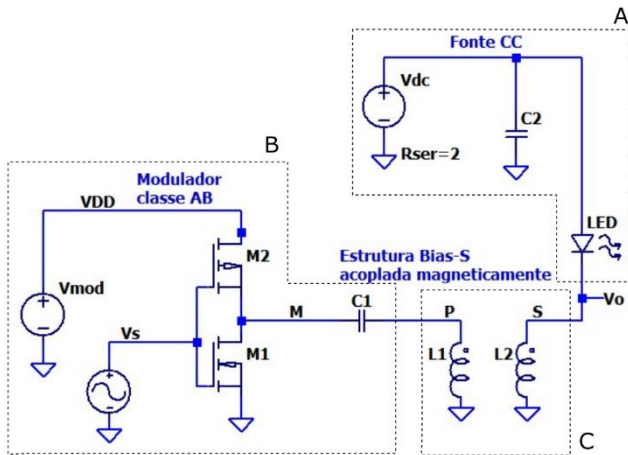 A
Fonte CC
Vdc
C2
Rser=2
B
Modulador
classe AB
VDD
LED
M2
Estrutura Bias-S
acoplada magneticamente
Vmod
Vo
M
C1
P
S
Vs
M1
L1
L2
C